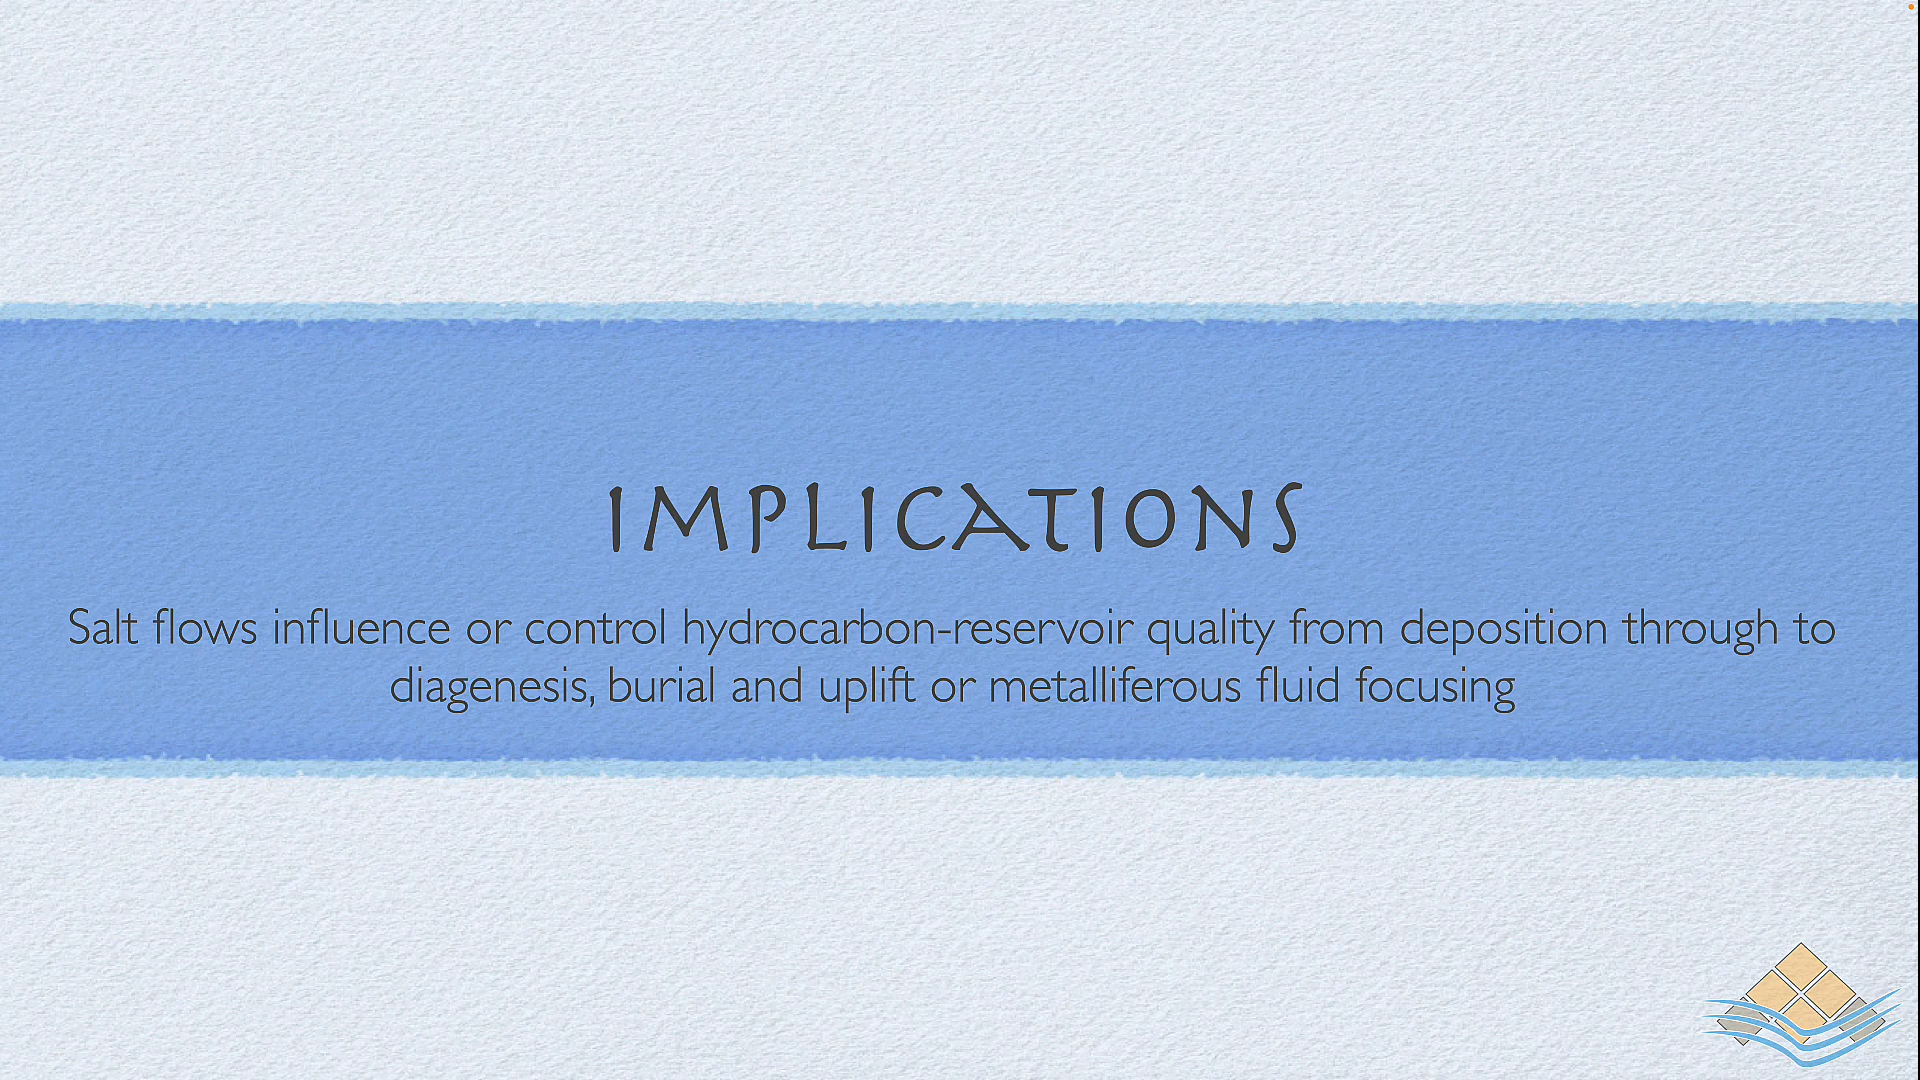 IMPLICATIONS
Salt flows influence or control hydrocarbon-reservoir quality from deposition through to
diagenesis, burial and uplift or metalliferous fluid focusing